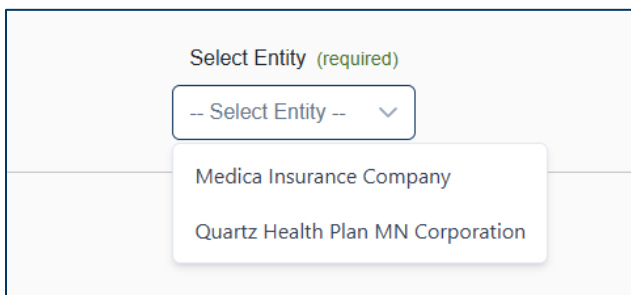 Select Entity (required)
-- Select Entity --
Medica Insurance Company
Quartz Health Plan MN Corporation